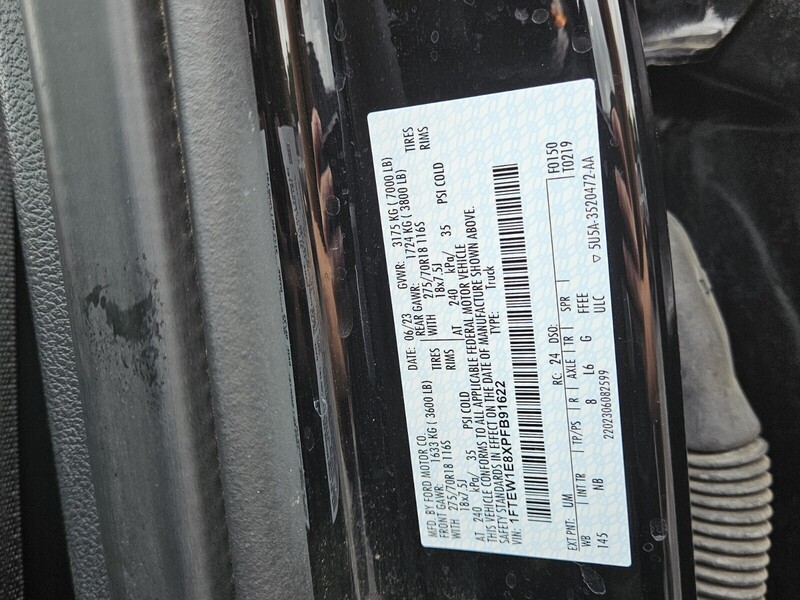 MFD. BY FORD MOTOR CO.
DATE: 06/23 GVWR: 3175 KG ( 7000 LB)
FRONT GAWR: 1633 KG ( 3600 LB) REAR GAWR: 1724 KG ( 3800 LB)
WITH 275/70R18 116S TIRES WITH 275/70R18 116S TIRES
18x7.5J RIMS 18x7.5J RIMS
AT 240 kPa/ 35 PSI COLD AT 240 kPa/ 35 PSI COLD
THIS VEHICLE CONFORMS TO ALL APPLICABLE FEDERAL MOTOR VEHICLE
SAFETY STANDARDS IN EFFECT ON THE DATE OF MANUFACTURE SHOWN ABOVE.
VIN: 1FTEW1E8XPFB91622 TYPE: Truck
F0150
T0219
EXT PNT: UM RC: 24 DSO:
WB INT TR TP/PS R AXLE TR SPR
145 NB 8 L6 G FFEE
2202306082599 ULC
▽ 5U5A-3520472-AA